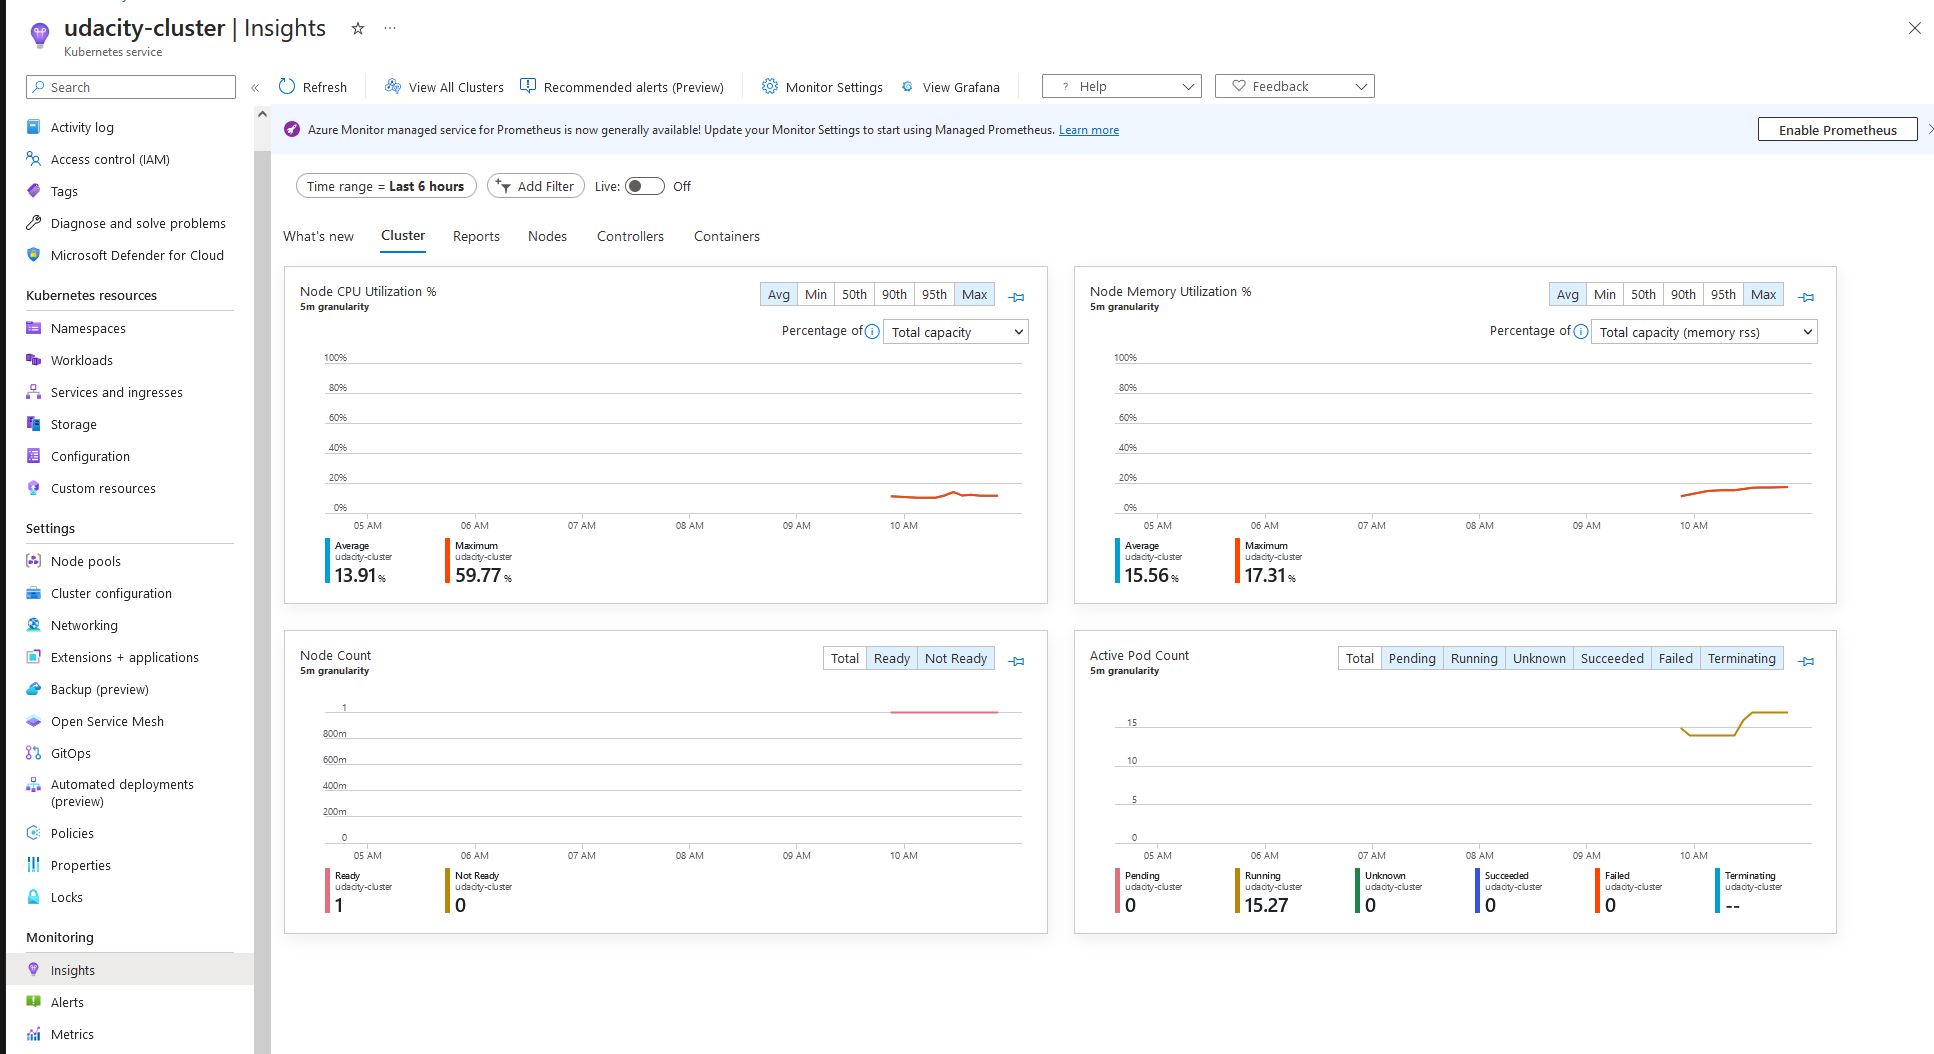 udacity-cluster | Insights
Kubernetes service
Search
Refresh
View All Clusters
Recommended alerts (Preview)
Monitor Settings
View Grafana
? Help
Feedback
Activity log
Access control (IAM)
Tags
Diagnose and solve problems
Microsoft Defender for Cloud
Kubernetes resources
Namespaces
Workloads
Services and ingresses
Storage
Configuration
Custom resources
Settings
Node pools
Cluster configuration
Networking
Extensions + applications
Backup (preview)
Open Service Mesh
GitOps
Automated deployments
(preview)
Policies
Properties
Locks
Monitoring
Insights
Alerts
Metrics
Azure Monitor managed service for Prometheus is now generally available! Update your Monitor Settings to start using Managed Prometheus. Learn more
Enable Prometheus
Time range = Last 6 hours
Add Filter
Live: Off
What's new Cluster Reports Nodes Controllers Containers
Node CPU Utilization %
5m granularity
Avg Min 50th 90th 95th Max
Percentage of Total capacity
100%
80%
60%
40%
20%
0%
05 AM 06 AM 07 AM 08 AM 09 AM 10 AM
Average
udacity-cluster
13.91 %
Maximum
udacity-cluster
59.77 %
Node Memory Utilization %
5m granularity
Avg Min 50th 90th 95th Max
Percentage of Total capacity (memory rss)
100%
80%
60%
40%
20%
0%
05 AM 06 AM 07 AM 08 AM 09 AM 10 AM
Average
udacity-cluster
15.56 %
Maximum
udacity-cluster
17.31 %
Node Count
5m granularity
Total Ready Not Ready
1
800m
600m
400m
200m
0
05 AM 06 AM 07 AM 08 AM 09 AM 10 AM
Ready
udacity-cluster
1
Not Ready
udacity-cluster
0
Active Pod Count
5m granularity
Total Pending Running Unknown Succeeded Failed Terminating
15
10
5
0
05 AM 06 AM 07 AM 08 AM 09 AM 10 AM
Pending
udacity-cluster
0
Running
udacity-cluster
15.27
Unknown
udacity-cluster
0
Succeeded
udacity-cluster
0
Failed
udacity-cluster
0
Terminating
udacity-cluster
--